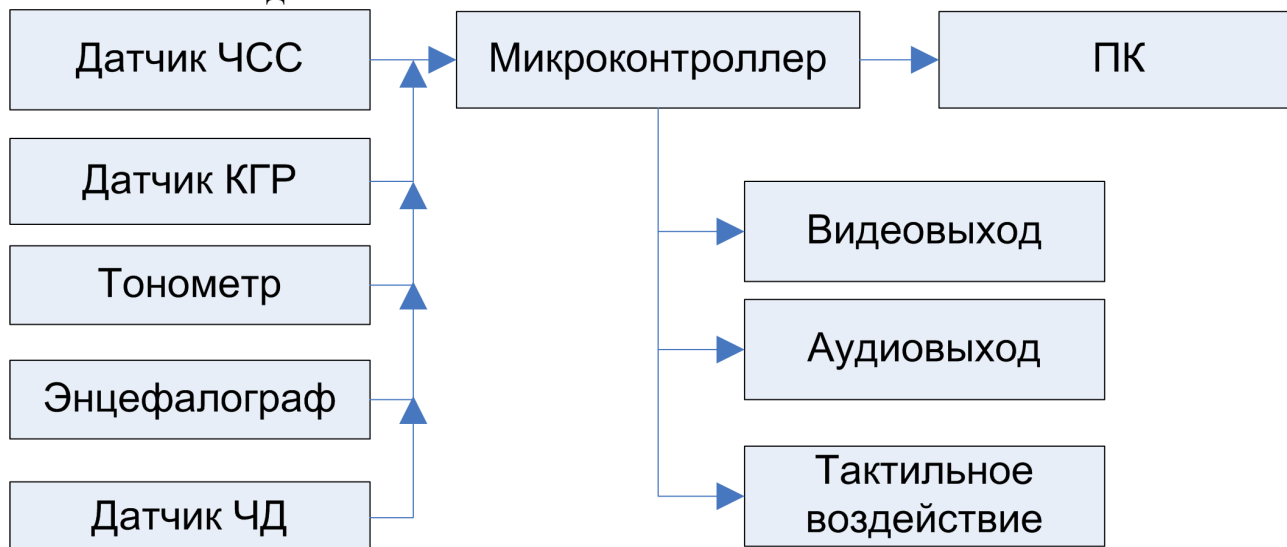 Датчик ЧСС
Микроконтроллер
ПК
Датчик КГР
Видеовыход
Тонометр
Аудиовыход
Энцефалограф
Тактильное
воздействие
Датчик ЧД